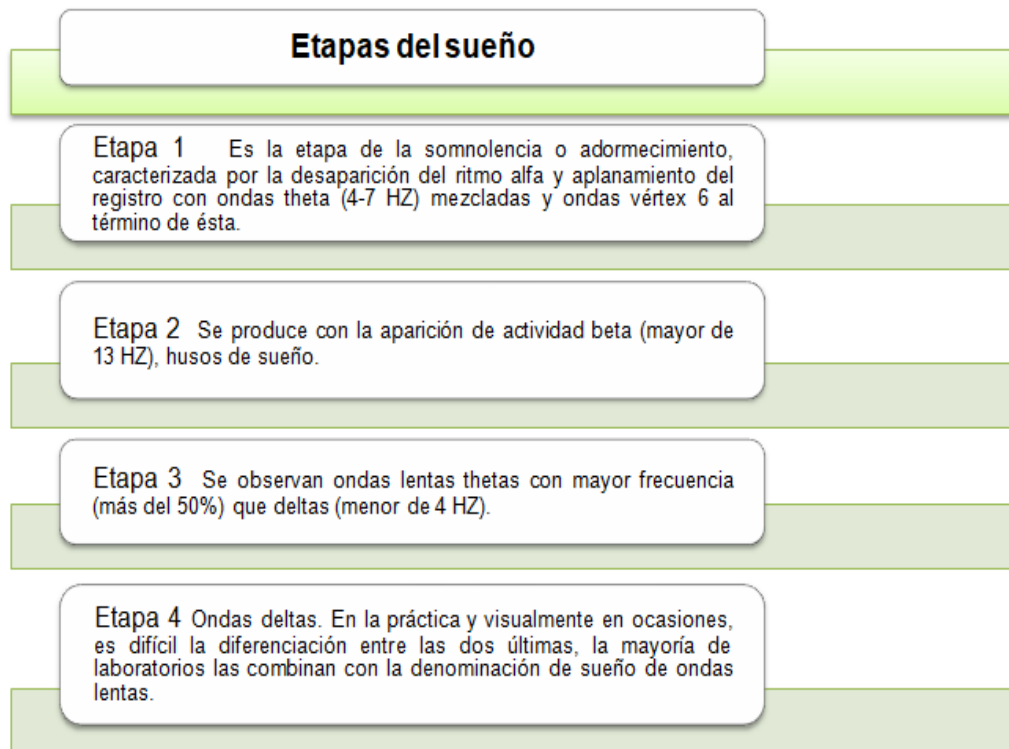 Etapas del sueño
Etapa 1 Es la etapa de la somnolencia o adormecimiento,
caracterizada por la desaparición del ritmo alfa y aplanamiento del
registro con ondas theta (4-7 HZ) mezcladas y ondas vértex 6 al
término de ésta.
Etapa 2 Se produce con la aparición de actividad beta (mayor de
13 HZ), husos de sueño.
Etapa 3 Se observan ondas lentas thetas con mayor frecuencia
(más del 50%) que deltas (menor de 4 HZ).
Etapa 4 Ondas deltas. En la práctica y visualmente en ocasiones,
es difícil la diferenciación entre las dos últimas, la mayoría de
laboratorios las combinan con la denominación de sueño de ondas
lentas.